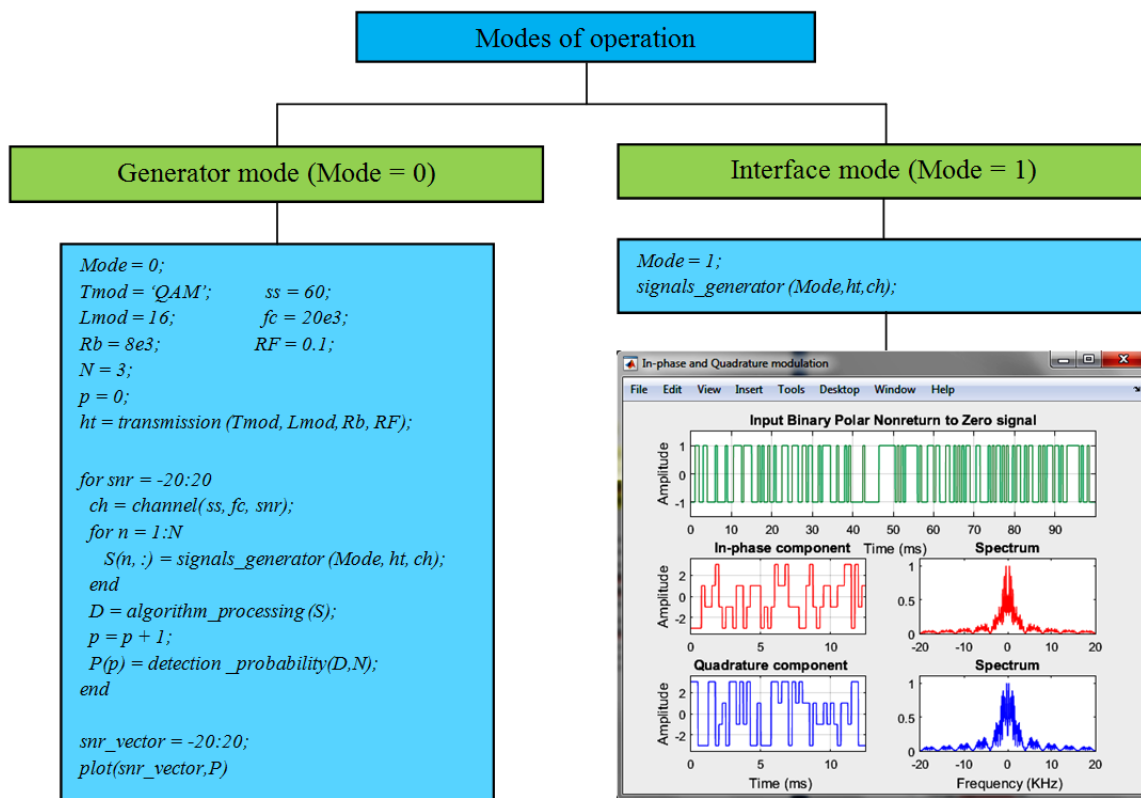 Modes of operation
Generator mode (Mode = 0)
Mode = 0;
Tmod = ‘QAM’; ss = 60;
Lmod = 16; fc = 20e3;
Rb = 8e3; RF = 0.1;
N = 3;
p = 0;
ht = transmission (Tmod, Lmod, Rb, RF);
for snr = -20:20
ch = channel( ss, fc, snr);
for n = 1:N
S(n, :) = signals_generator (Mode, ht, ch);
end
D = algorithm_processing (S);
p = p + 1;
P(p) = detection _probability(D,N);
end
snr_vector = -20:20;
plot(snr_vector,P)
Interface mode (Mode = 1)
Mode = 1;
signals_generator (Mode,ht,ch);
In-phase and Quadrature modulation
File Edit View Insert Tools Desktop Window Help
Input Binary Polar Nonreturn to Zero signal
Amplitude
1
0
-1
0 10 20 30 40 50 60 70 80 90
Time (ms)
In-phase component
Amplitude
2
0
-2
0 5 10
Spectrum
1
0.5
0
-20 -10 0 10 20
Quadrature component
Amplitude
2
0
-2
0 5 10
Time (ms)
Spectrum
1
0.5
0
-20 -10 0 10 20
Frequency (KHz)